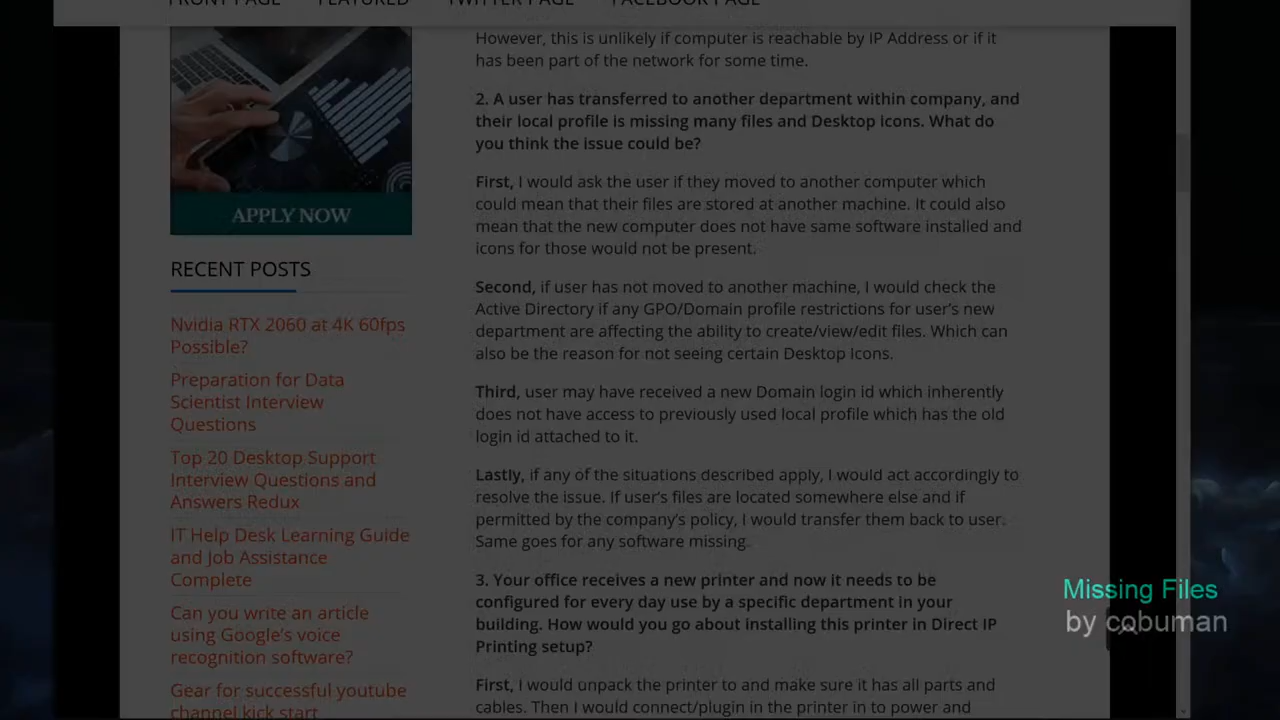 FRONT PAGE FEATURED TWITTER PAGE FACEBOOK PAGE
However, this is unlikely if computer is reachable by IP Address or if it
has been part of the network for some time.
2. A user has transferred to another department within company, and
their local profile is missing many files and Desktop Icons. What do
you think the issue could be?
First, I would ask the user if they moved to another computer which
could mean that their files are stored at another machine. It could also
mean that the new computer does not have same software installed and
icons for those would not be present.
Second, if user has not moved to another machine, I would check the
Active Directory if any GPO/Domain profile restrictions for user's new
department are affecting the ability to create/view/edit files. Which can
also be the reason for not seeing certain Desktop Icons.
Third, user may have received a new Domain login id which inherently
does not have access to previously used local profile which has the old
login id attached to it.
Lastly, if any of the situations described apply, I would act accordingly to
resolve the issue. If user's files are located somewhere else and if
permitted by the company's policy, I would transfer them back to user.
Same goes for any software missing.
3. Your office receives a new printer and now it needs to be
configured for every day use by a specific department in your
building. How would you go about installing this printer in Direct IP
Printing setup?
First, I would unpack the printer to and make sure it has all parts and
cables. Then I would connect/plugin in the printer in to power and
APPLY NOW
RECENT POSTS
Nvidia RTX 2060 at 4K 60fps
Possible?
Preparation for Data
Scientist Interview
Questions
Top 20 Desktop Support
Interview Questions and
Answers Redux
IT Help Desk Learning Guide
and Job Assistance
Complete
Can you write an article
using Google's voice
recognition software?
Gear for successful youtube
channel kick start
Missing Files
by cobuman